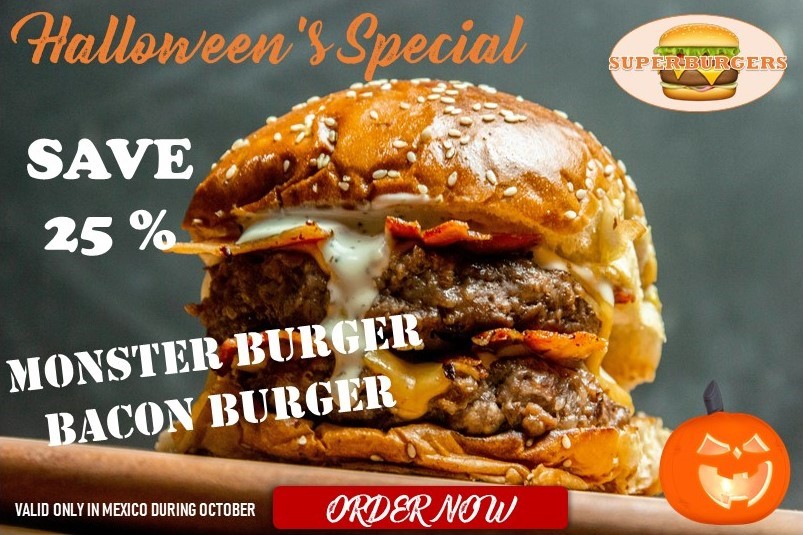 Halloween's Special
SUPER BURGERS
SAVE
25 %
MONSTER BURGER
BACON BURGER
VALID ONLY IN MEXICO DURING OCTOBER
ORDER NOW